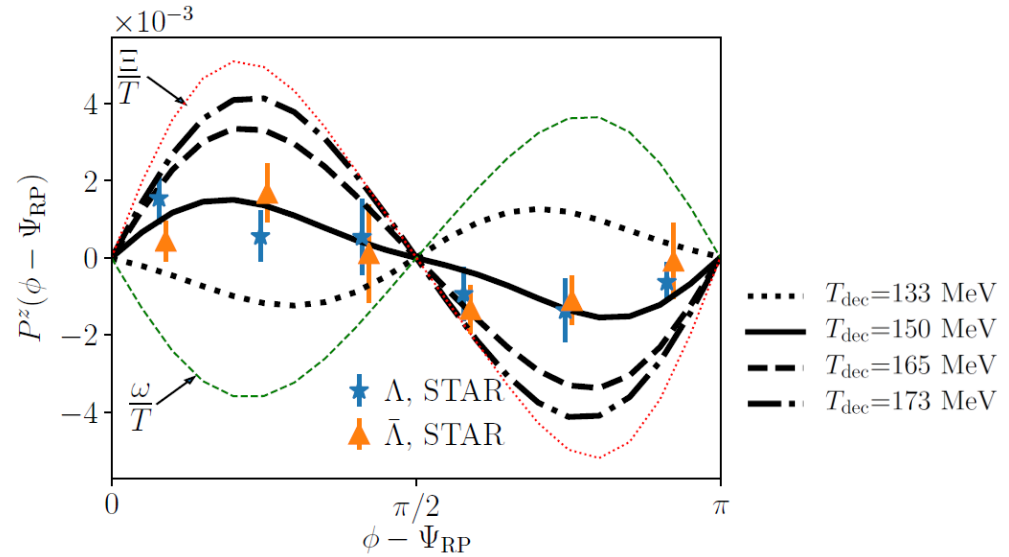 ×10⁻³
Ξ/T
4
2
0
−2
−4
P^z(ϕ − Ψ_RP)
ω/T
Λ, STAR
Λ̄, STAR
0
π/2
π
ϕ − Ψ_RP
T_dec=133 MeV
T_dec=150 MeV
T_dec=165 MeV
T_dec=173 MeV